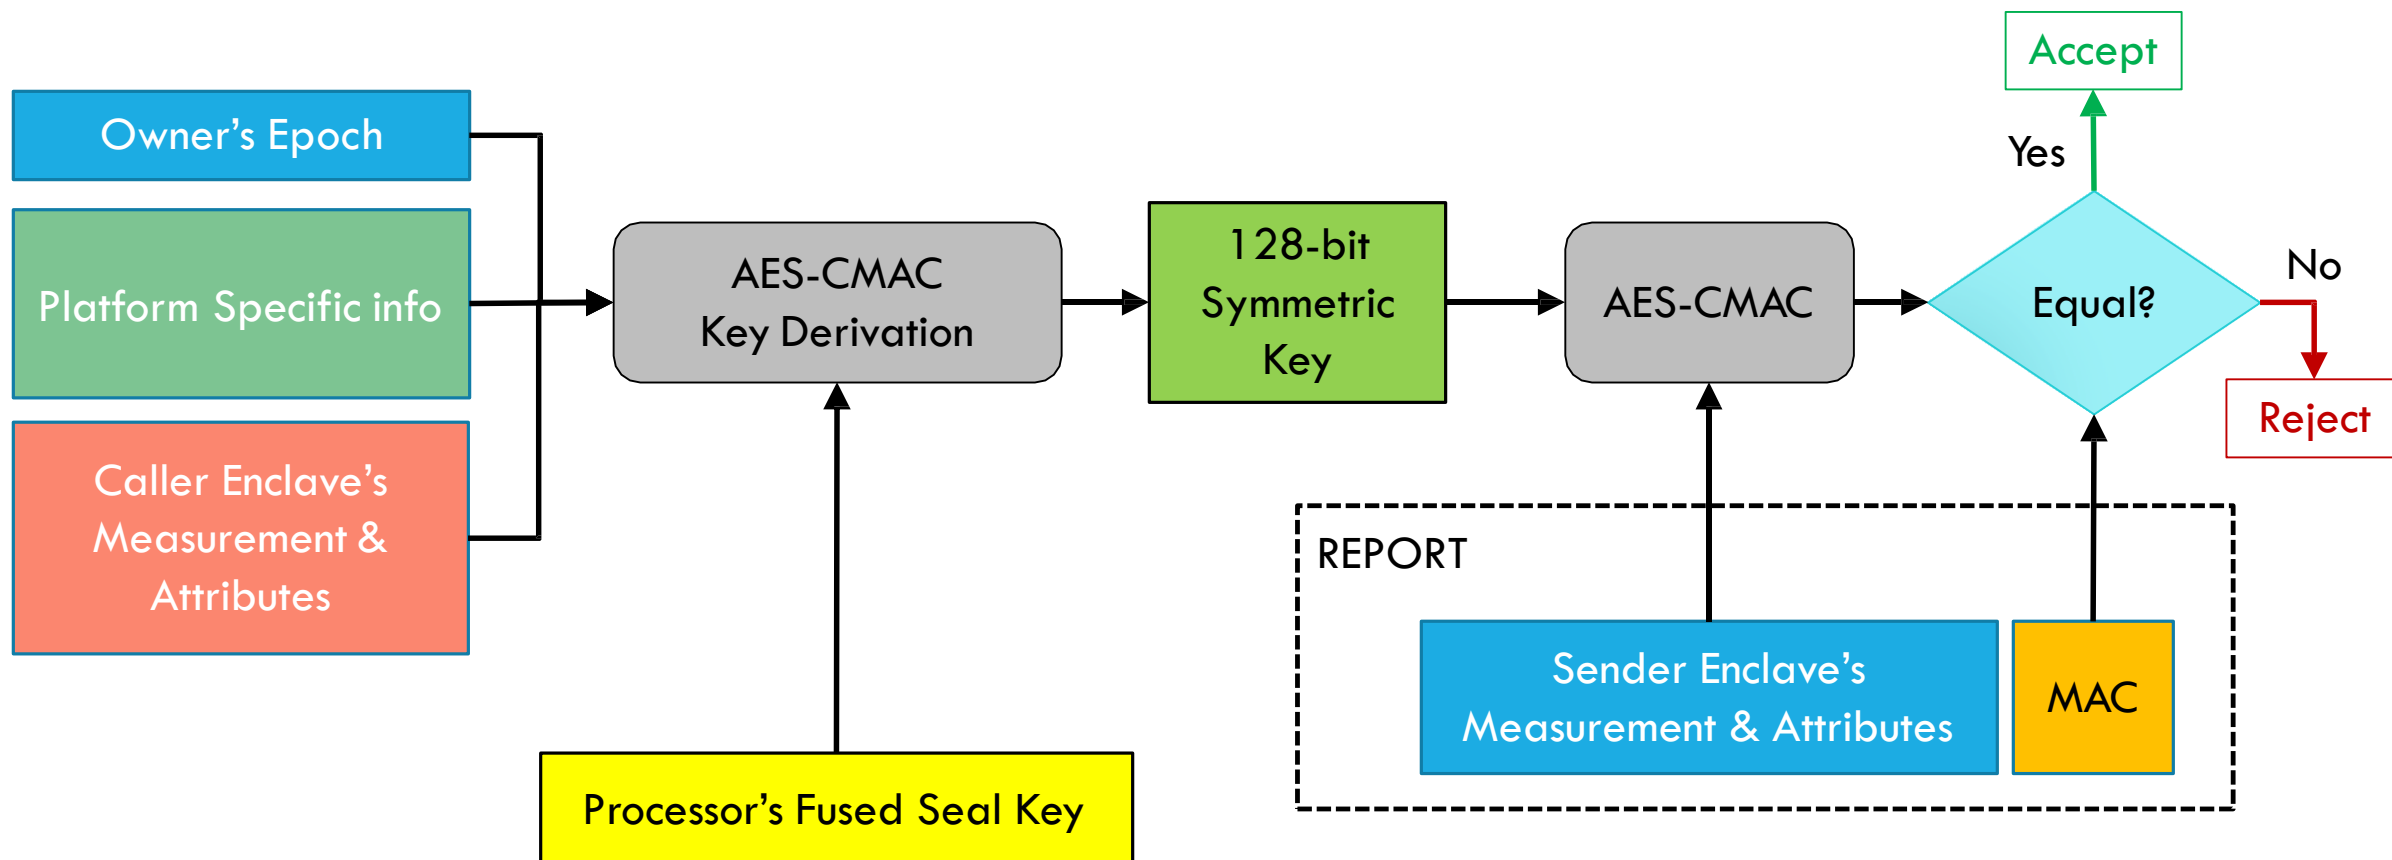 Owner’s Epoch
Platform Specific info
Caller Enclave’s
Measurement &
Attributes
AES-CMAC
Key Derivation
Processor’s Fused Seal Key
128-bit
Symmetric
Key
AES-CMAC
Equal?
Yes
Accept
No
Reject
REPORT
Sender Enclave’s
Measurement & Attributes
MAC